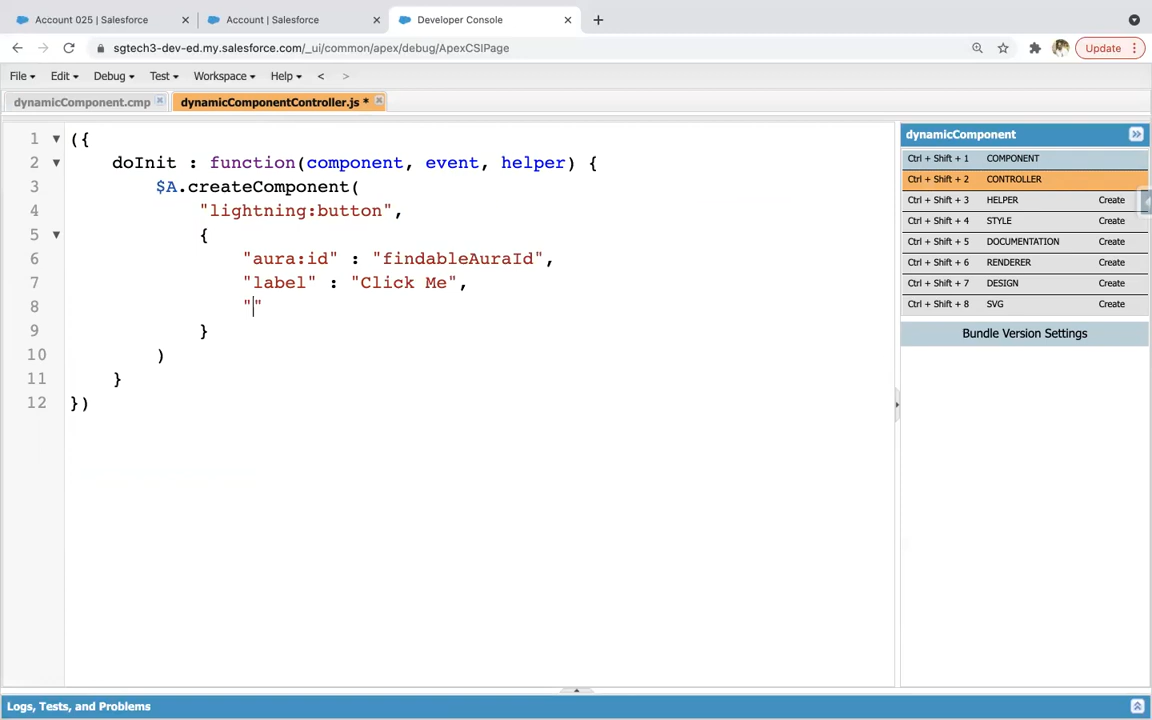 Account 025 | Salesforce
Account | Salesforce
Developer Console
sgtech3-dev-ed.my.salesforce.com/_ui/common/apex/debug/ApexCSIPage
Update
File Edit Debug Test Workspace Help < >
dynamicComponent.cmp
dynamicComponentController.js *
1 ({
2 doInit : function(component, event, helper) {
3 $A.createComponent(
4 "lightning:button",
5 {
6 "aura:id" : "findableAuraId",
7 "label" : "Click Me",
8 ""
9 }
10 )
11 }
12 })
dynamicComponent
Ctrl + Shift + 1 COMPONENT
Ctrl + Shift + 2 CONTROLLER
Ctrl + Shift + 3 HELPER Create
Ctrl + Shift + 4 STYLE Create
Ctrl + Shift + 5 DOCUMENTATION Create
Ctrl + Shift + 6 RENDERER Create
Ctrl + Shift + 7 DESIGN Create
Ctrl + Shift + 8 SVG Create
Bundle Version Settings
Logs, Tests, and Problems